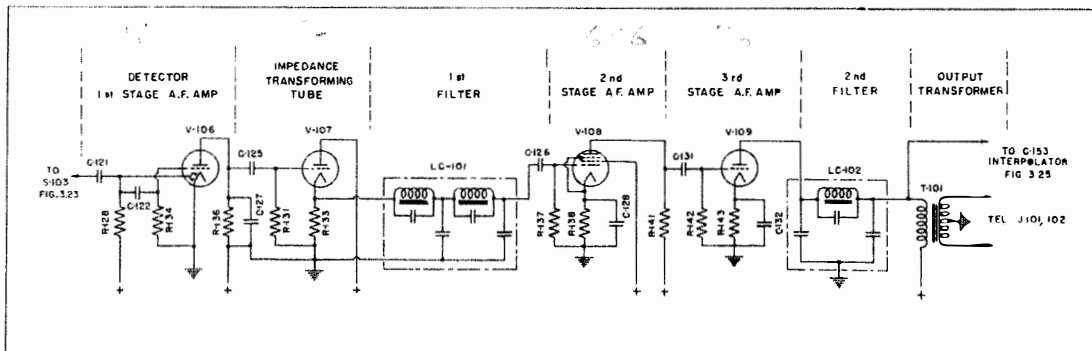 DETECTOR
1st STAGE A.F. AMP
IMPEDANCE
TRANSFORMING
TUBE
1st
FILTER
2nd
STAGE A.F. AMP
3rd
STAGE A.F. AMP
2nd
FILTER
OUTPUT
TRANSFORMER
V-106
V-107
V-108
V-109
TO
S-103
FIG. 3.23
C-121
C-122
R-128
R-134
R-136
C-125
C-127
R-131
R-133
LC-101
C-126
R-137
R-138
C-128
R-141
C-131
R-142
R-143
C-132
LC-102
T-101
TO C-153
INTERPOLATOR
FIG 3 25
TEL J-101, 102
+
+
+
+
+
+